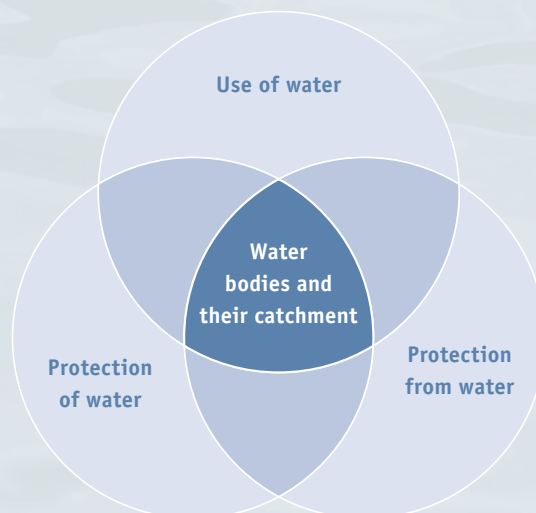 Use of water
Water
bodies and
their catchment
Protection
of water
Protection
from water